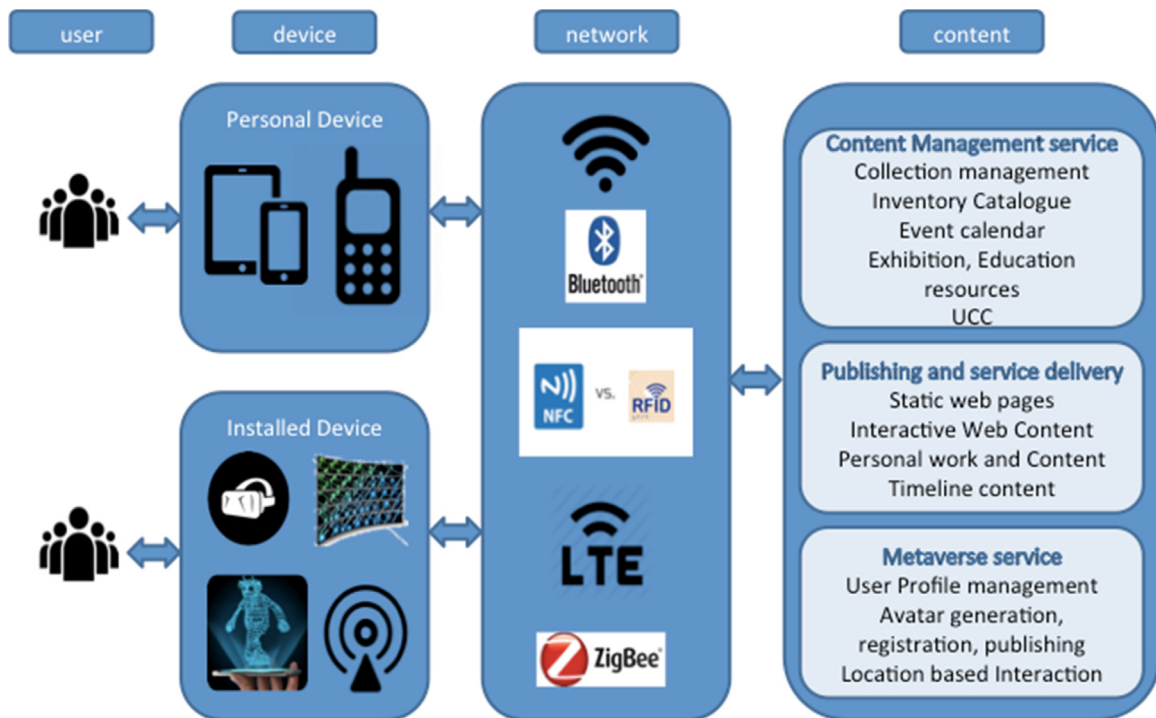 user
device
network
content
Personal Device
Installed Device
Bluetooth®
NFC
vs.
RFID
LTE
ZigBee®
Content Management service
Collection management
Inventory Catalogue
Event calendar
Exhibition, Education
resources
UCC
Publishing and service delivery
Static web pages
Interactive Web Content
Personal work and Content
Timeline content
Metaverse service
User Profile management
Avatar generation,
registration, publishing
Location based Interaction